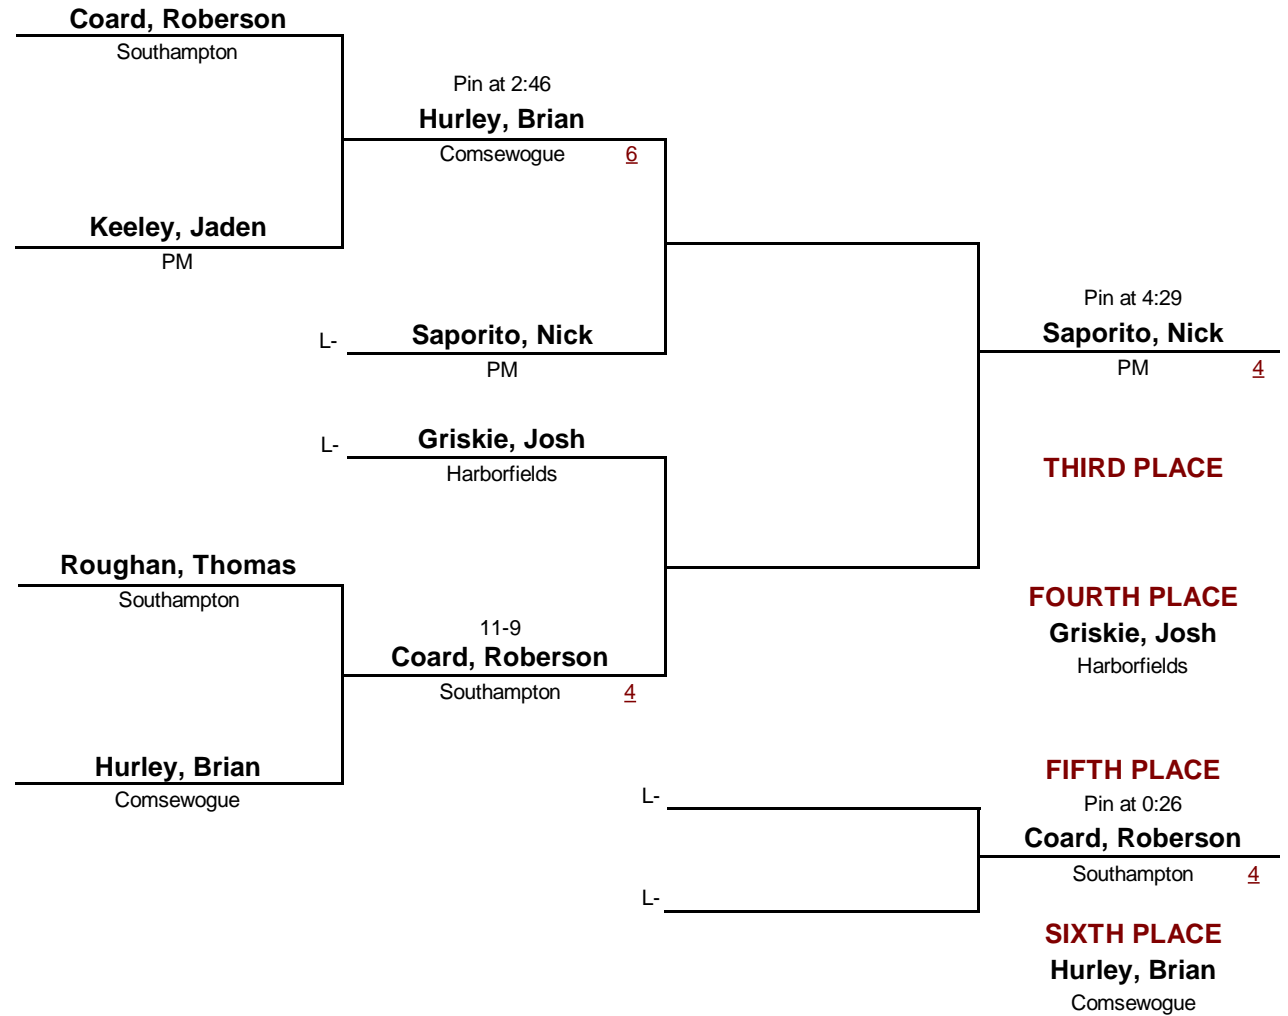 Coard, Roberson
Southampton
Pin at 2:46
Hurley, Brian
Comsewogue 6
Keeley, Jaden
PM
L- Saporito, Nick
PM
Pin at 4:29
Saporito, Nick
PM 4
L- Griskie, Josh
Harborfields
THIRD PLACE
Roughan, Thomas
Southampton
FOURTH PLACE
Griskie, Josh
Harborfields
11-9
Coard, Roberson
Southampton 4
Hurley, Brian
Comsewogue
FIFTH PLACE
L-
Pin at 0:26
Coard, Roberson
Southampton 4
L-
SIXTH PLACE
Hurley, Brian
Comsewogue